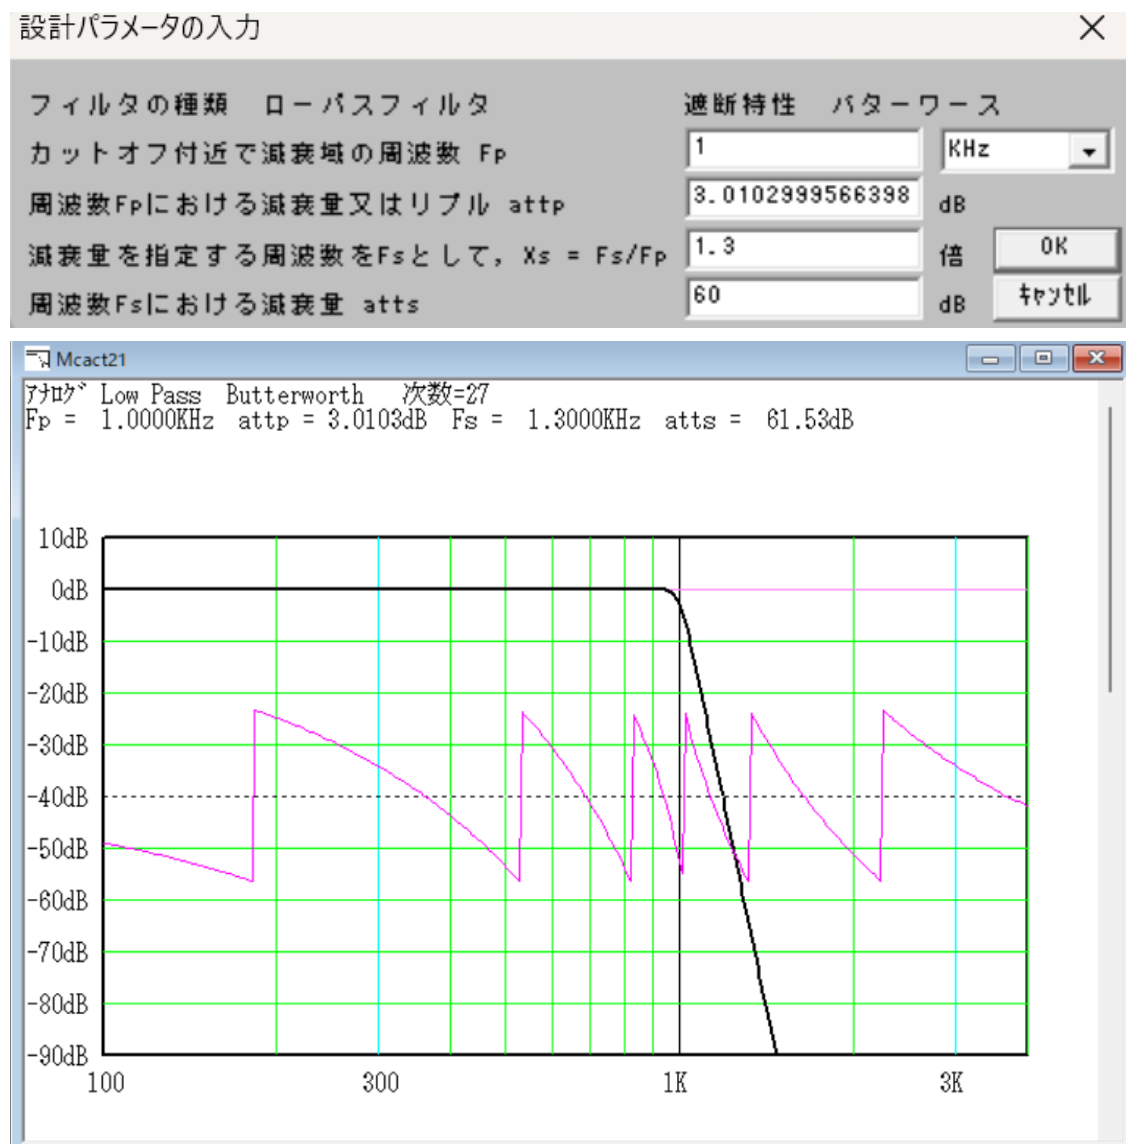 設計パラメータの入力
フィルタの種類 ローパスフィルタ 遮断特性 バターワース
カットオフ付近で減衰域の周波数 Fp 1 KHz
周波数Fpにおける減衰量又はリプル attp 3.0102999566398 dB
減衰量を指定する周波数をFsとして, Xs = Fs/Fp 1.3 倍 OK
周波数Fsにおける減衰量 atts 60 dB ｷｬﾝｾﾙ
Mcact21
ｱﾅﾛｸﾞ Low Pass Butterworth 次数=27
Fp = 1.0000KHz attp = 3.0103dB Fs = 1.3000KHz atts = 61.53dB
10dB
0dB
-10dB
-20dB
-30dB
-40dB
-50dB
-60dB
-70dB
-80dB
-90dB
100 300 1K 3K